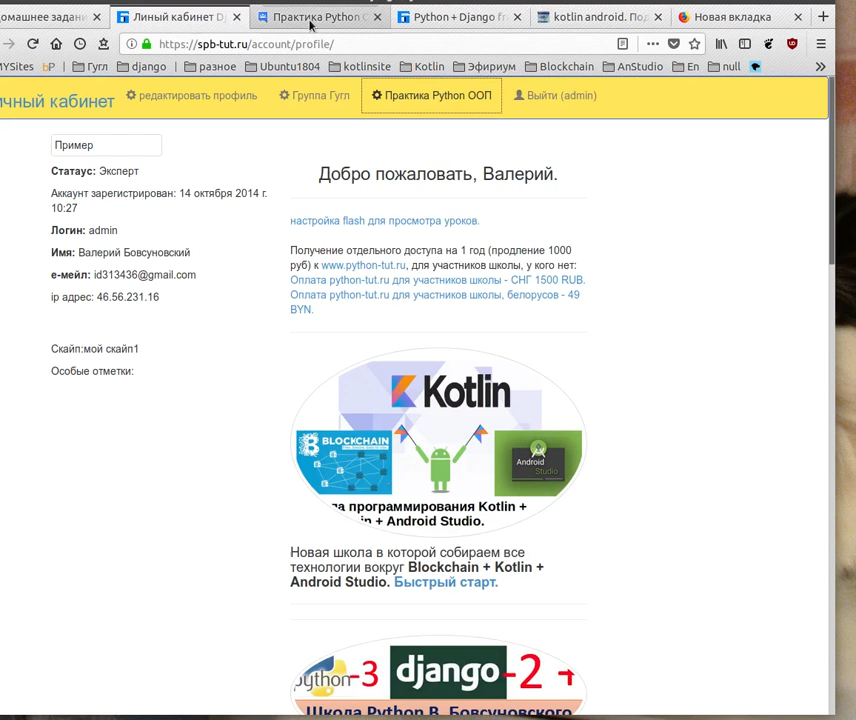 омашнее задани
Линый кабинет D
Практика Python О
Python + Django fr
kotlin android. По
Новая вкладка
https://spb-tut.ru/account/profile/
MYSites
Гугл
django
разное
Ubuntu1804
kotlinsite
Kotlin
Эфириум
Blockchain
AnStudio
En
null
ичный кабинет
редактировать профиль
Группа Гугл
Практика Python ООП
Выйти (admin)
Пример
Статаус: Эксперт
Аккаунт зарегистрирован: 14 октября 2014 г.
10:27
Логин: admin
Имя: Валерий Бовсуновский
е-мейл: id313436@gmail.com
ip адрес: 46.56.231.16
Скайп:мой скайп1
Особые отметки:
Добро пожаловать, Валерий.
настройка flash для просмотра уроков.
Получение отдельного доступа на 1 год (продление 1000
руб) к www.python-tut.ru, для участников школы, у кого нет:
Оплата python-tut.ru для участников школы - СНГ 1500 RUB.
Оплата python-tut.ru для участников школы, белорусов - 49
BYN.
Kotlin
BLOCKCHAIN
Android
Studio
а программирования Kotlin +
in + Android Studio.
Новая школа в которой собираем все
технологии вокруг Blockchain + Kotlin +
Android Studio. Быстрый старт.
python-3 django-2 +
Школа Python В. Бовсуновского